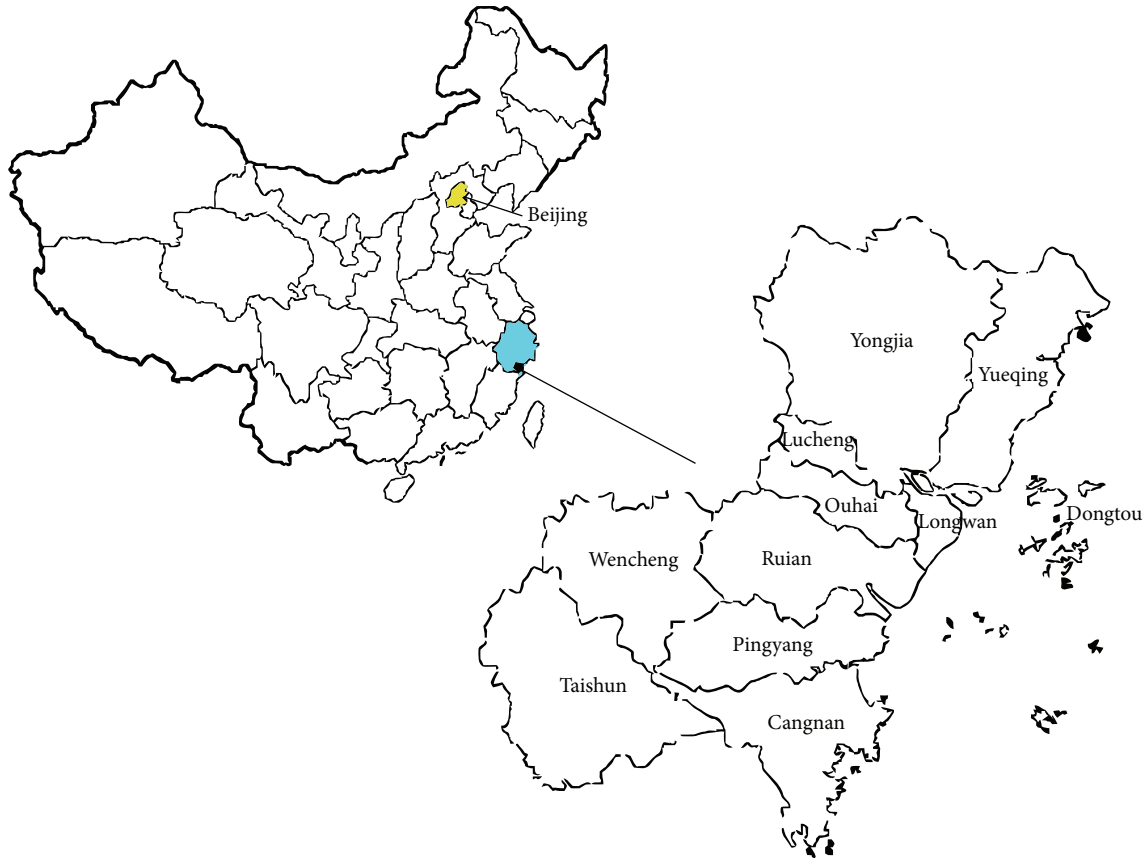 Beijing
Yongjia
Yueqing
Lucheng
Ouhai
Longwan
Dongtou
Wencheng
Ruian
Pingyang
Taishun
Cangnan